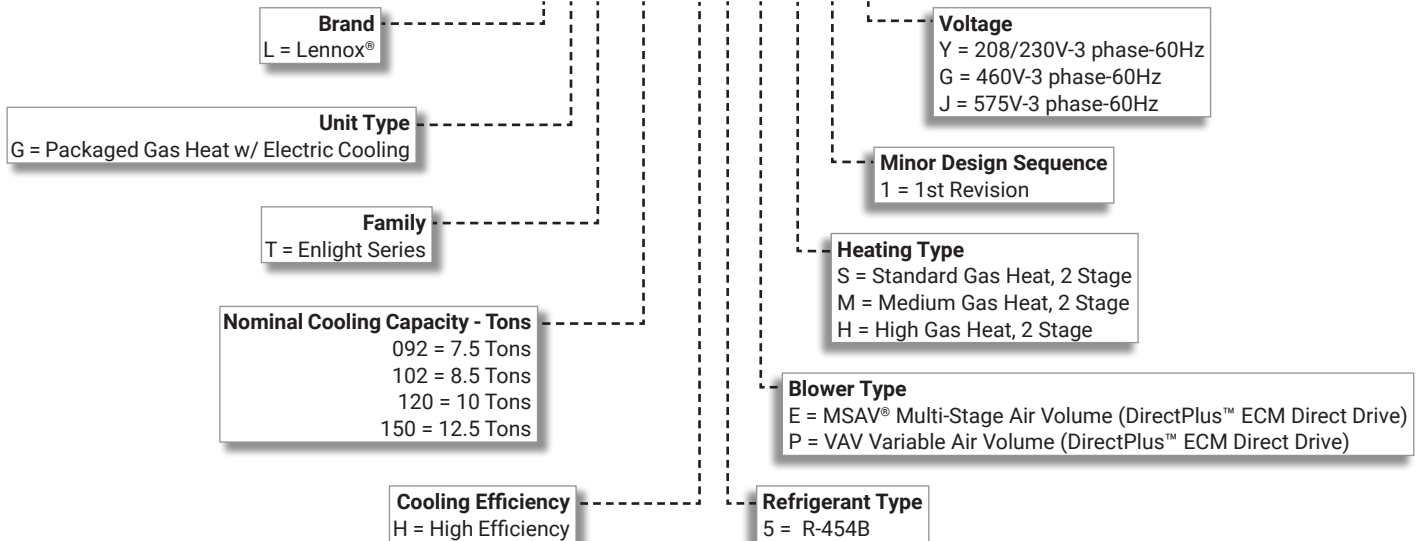 Brand
L = Lennox®
Unit Type
G = Packaged Gas Heat w/ Electric Cooling
Family
T = Enlight Series
Nominal Cooling Capacity - Tons
092 = 7.5 Tons
102 = 8.5 Tons
120 = 10 Tons
150 = 12.5 Tons
Cooling Efficiency
H = High Efficiency
Voltage
Y = 208/230V-3 phase-60Hz
G = 460V-3 phase-60Hz
J = 575V-3 phase-60Hz
Minor Design Sequence
1 = 1st Revision
Heating Type
S = Standard Gas Heat, 2 Stage
M = Medium Gas Heat, 2 Stage
H = High Gas Heat, 2 Stage
Blower Type
E = MSAV® Multi-Stage Air Volume (DirectPlus™ ECM Direct Drive)
P = VAV Variable Air Volume (DirectPlus™ ECM Direct Drive)
Refrigerant Type
5 = R-454B